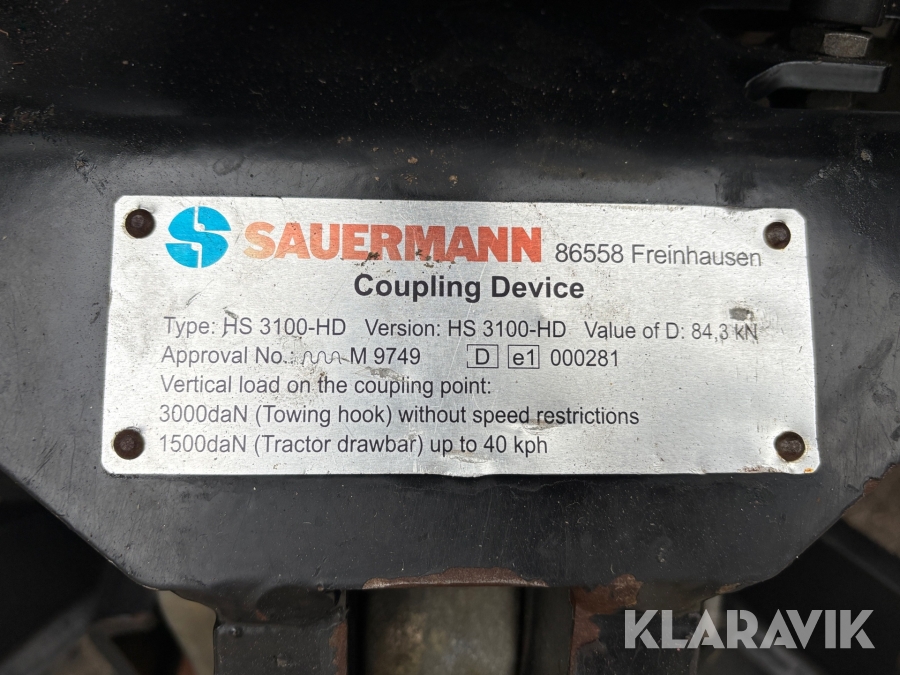 SAUERMANN 86558 Freinhausen
Coupling Device
Type: HS 3100-HD Version: HS 3100-HD Value of D: 84,3 kN
Approval No.: M 9749 D e1 000281
Vertical load on the coupling point:
3000daN (Towing hook) without speed restrictions
1500daN (Tractor drawbar) up to 40 kph
KLARAVIK